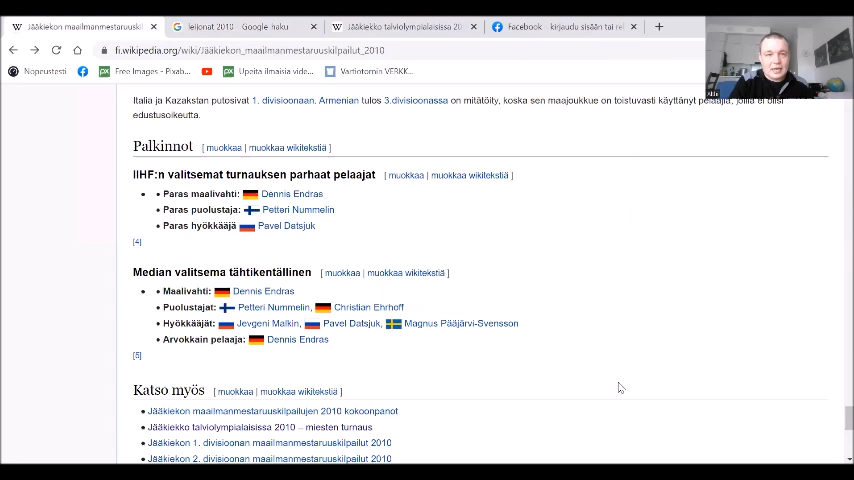 Jääkiekon maailmanmestaruuskil
leijonat 2010 - Google-haku
Jääkiekko talviolympialaisissa 20
Facebook – kirjaudu sisään tai re
fi.wikipedia.org/wiki/Jääkiekon_maailmanmestaruuskilpailut_2010
Nopeustesti
Free Images - Pixab...
Upeita ilmaisia vide...
Vartintomin VERKK...
Italia ja Kazakstan putosivat 1. divisioonaan. Armenian tulos 3.divisioonassa on mitätöity, koska sen maajoukkue on toistuvasti käyttänyt pelaajia, joilla ei olisi
edustusoikeutta.
Palkinnot [ muokkaa | muokkaa wikitekstiä ]
IIHF:n valitsemat turnauksen parhaat pelaajat [ muokkaa | muokkaa wikitekstiä ]
• • Paras maalivahti: Dennis Endras
• Paras puolustaja: Petteri Nummelin
• Paras hyökkääjä Pavel Datsjuk
[4]
Median valitsema tähtikentällinen [ muokkaa | muokkaa wikitekstiä ]
• • Maalivahti: Dennis Endras
• Puolustajat: Petteri Nummelin, Christian Ehrhoff
• Hyökkääjät: Jevgeni Malkin, Pavel Datsjuk, Magnus Pääjärvi-Svensson
• Arvokkain pelaaja: Dennis Endras
[5]
Katso myös [ muokkaa | muokkaa wikitekstiä ]
• Jääkiekon maailmanmestaruuskilpailujen 2010 kokoonpanot
• Jääkiekko talviolympialaisissa 2010 – miesten turnaus
• Jääkiekon 1. divisioonan maailmanmestaruuskilpailut 2010
• Jääkiekon 2. divisioonan maailmanmestaruuskilpailut 2010